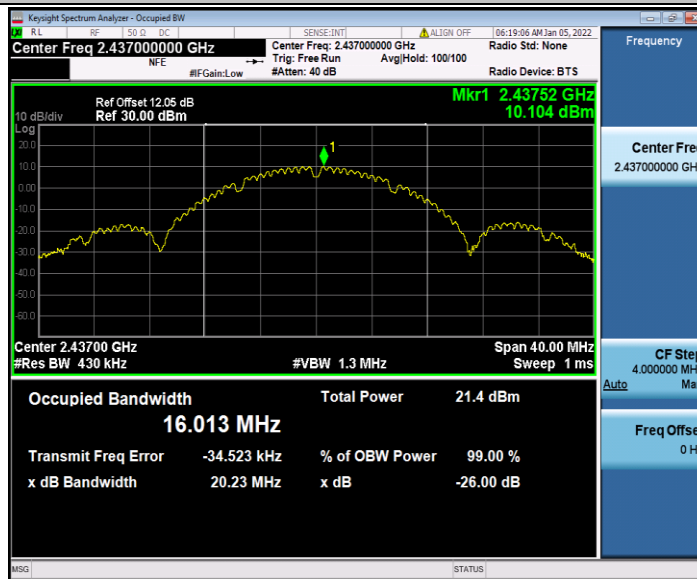 Keysight Spectrum Analyzer - Occupied BW
RL RF 50 Ω DC SENSE:INT ALIGN OFF 06:19:06 AM Jan 05, 2022
Center Freq 2.437000000 GHz
NFE
#IFGain:Low
Center Freq: 2.437000000 GHz
Trig: Free Run Avg|Hold: 100/100
#Atten: 40 dB
Radio Std: None
Radio Device: BTS
Frequency
Mkr1 2.43752 GHz
10.104 dBm
Ref Offset 12.05 dB
10 dB/div Ref 30.00 dBm
Log
20.0
10.0
0.00
-10.0
-20.0
-30.0
-40.0
-50.0
-60.0
1
Center 2.43700 GHz Span 40.00 MHz
#Res BW 430 kHz #VBW 1.3 MHz Sweep 1 ms
Occupied Bandwidth Total Power 21.4 dBm
16.013 MHz
Transmit Freq Error -34.523 kHz % of OBW Power 99.00 %
x dB Bandwidth 20.23 MHz x dB -26.00 dB
Center Fre
2.437000000 GH
CF Step
4.000000 MH
Auto Ma
Freq Offse
0 H
MSG STATUS